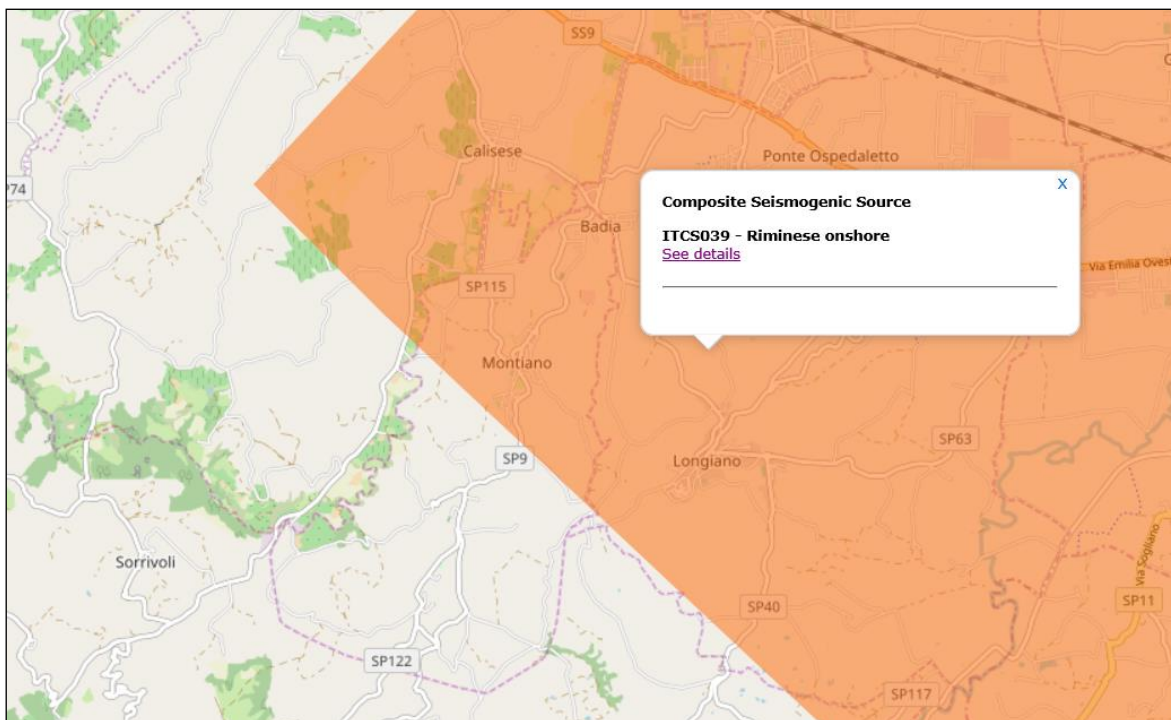 SS9
Calisese
Ponte Ospedaletto
P74
X
Composite Seismogenic Source
Badia
ITCS039 - Riminese onshore
See details
Via Emilia Ovest
SP115
Montiano
SP63
SP9
Longiano
Sorrivoli
Via Sogliano
SP40
SP11
SP122
SP117